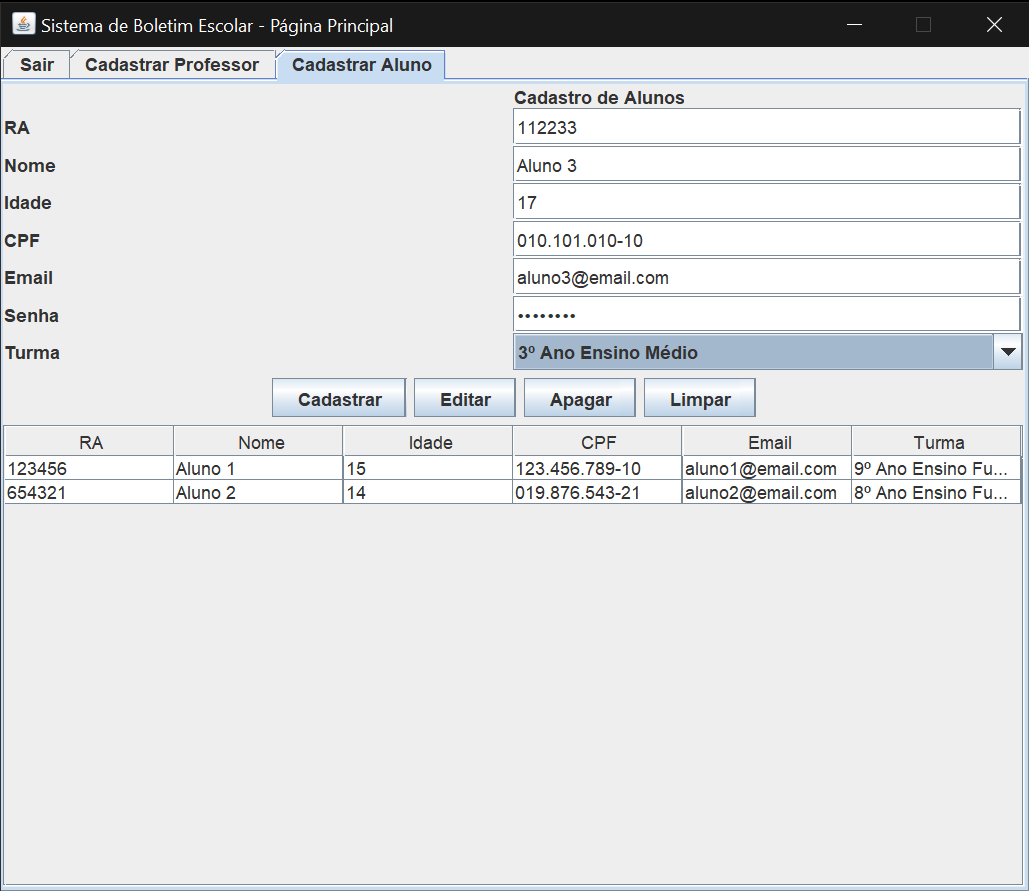 Sistema de Boletim Escolar - Página Principal
Sair Cadastrar Professor Cadastrar Aluno
Cadastro de Alunos
RA 112233
Nome Aluno 3
Idade 17
CPF 010.101.010-10
Email aluno3@email.com
Senha ••••••••
Turma 3º Ano Ensino Médio
Cadastrar Editar Apagar Limpar
RA Nome Idade CPF Email Turma
123456 Aluno 1 15 123.456.789-10 aluno1@email.com 9º Ano Ensino Fu...
654321 Aluno 2 14 019.876.543-21 aluno2@email.com 8º Ano Ensino Fu...